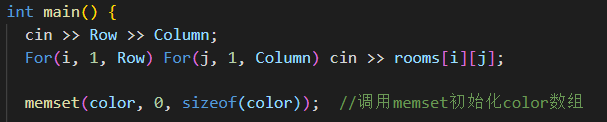 int main() {
cin >> Row >> Column;
For(i, 1, Row) For(j, 1, Column) cin >> rooms[i][j];
memset(color, 0, sizeof(color)); //调用memset初始化color数组